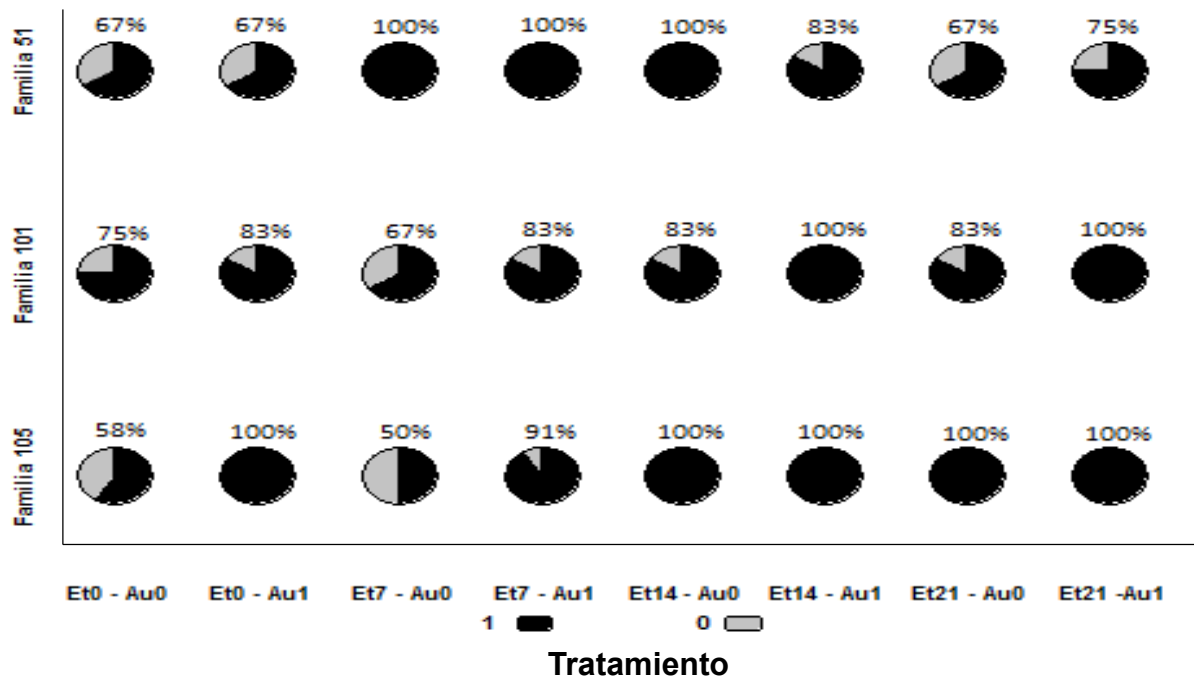 67% 67% 100% 100% 100% 83% 67% 75%
Familia 51
75% 83% 67% 83% 83% 100% 83% 100%
Familia 101
58% 100% 50% 91% 100% 100% 100% 100%
Familia 105
Et0 - Au0 Et0 - Au1 Et7 - Au0 Et7 - Au1 Et14 - Au0 Et14 - Au1 Et21 - Au0 Et21 -Au1
1 0
Tratamiento